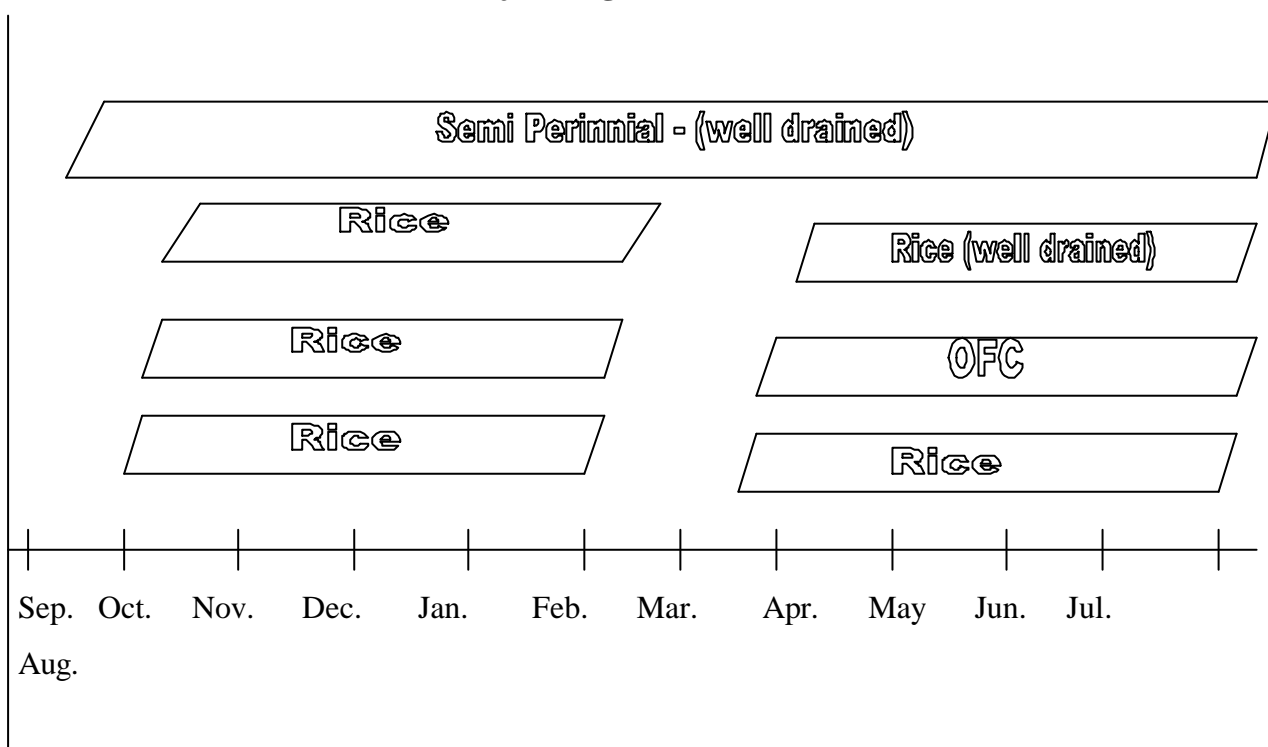 Semi Perinnial - (well drained)
Rice
Rice (well drained)
Rice
OFC
Rice
Rice
Sep. Oct. Nov. Dec. Jan. Feb. Mar. Apr. May Jun. Jul.
Aug.